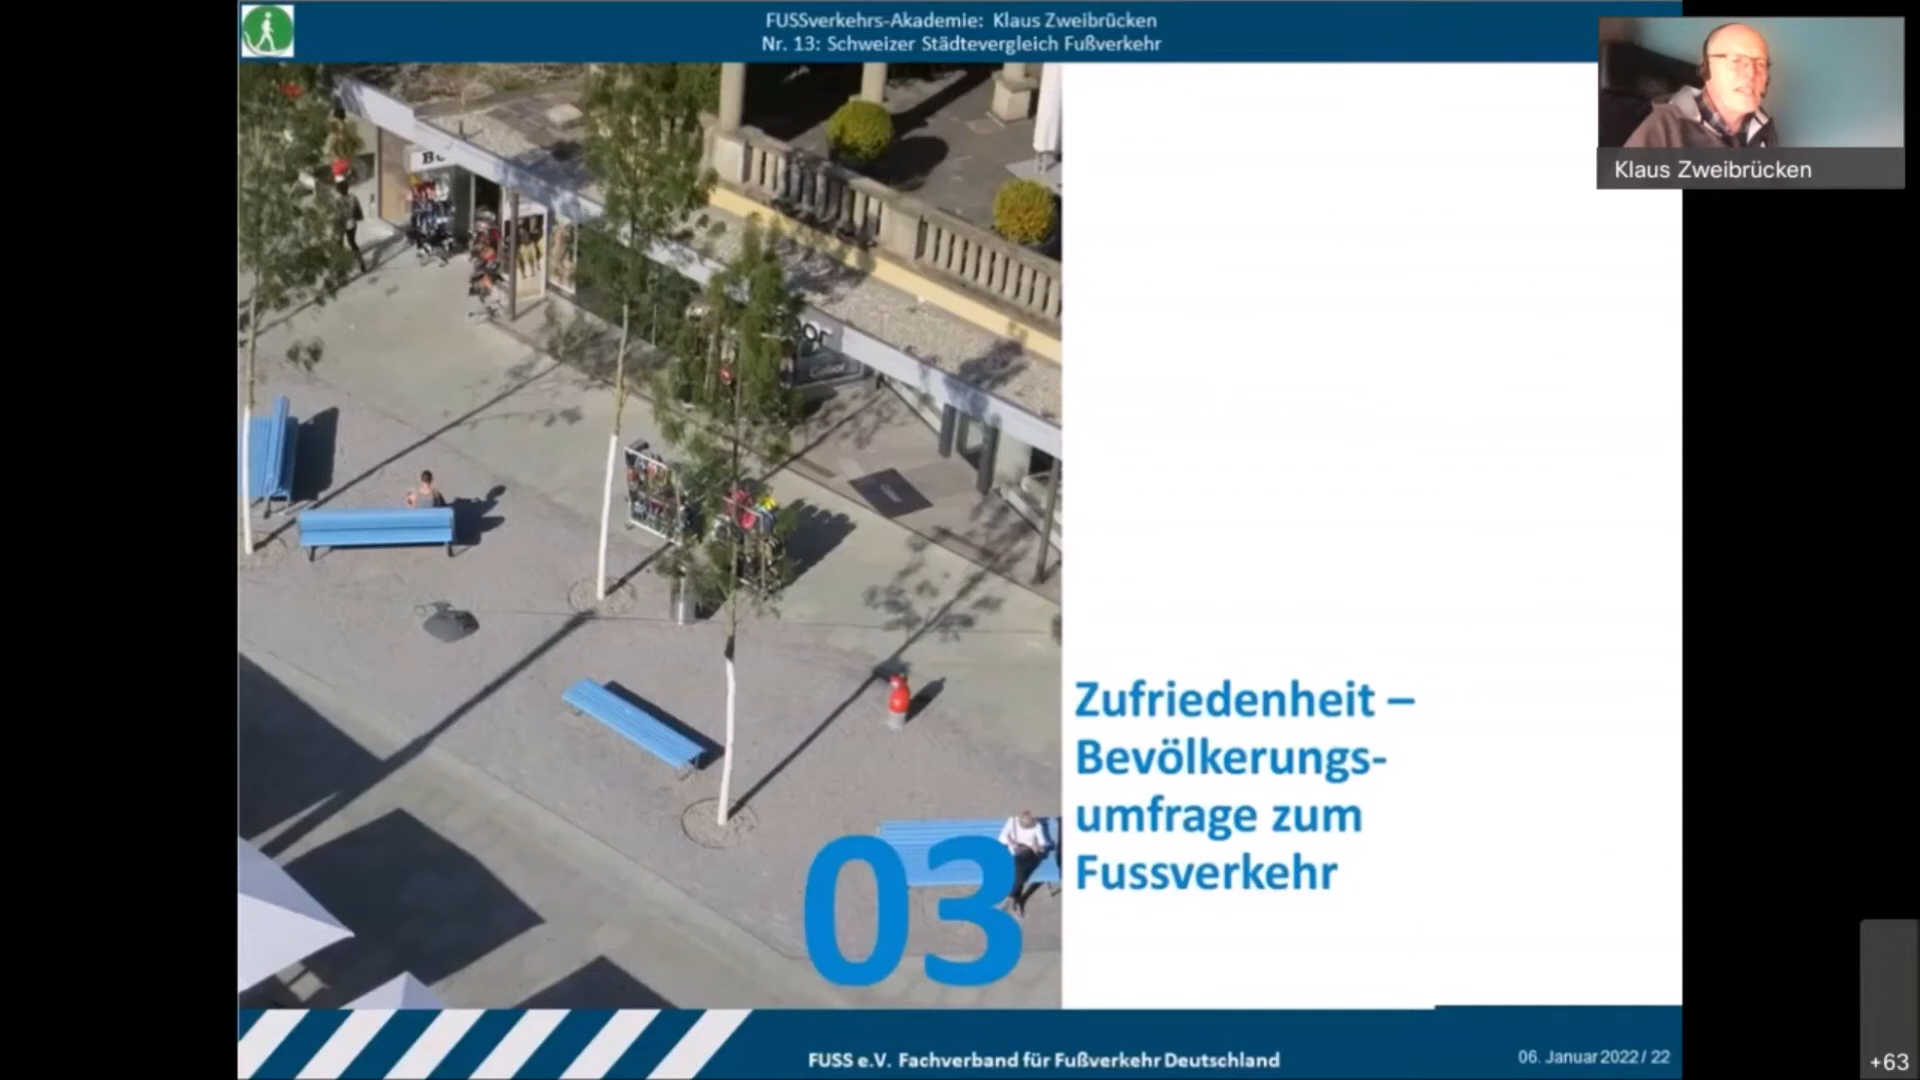 FUSSverkehrs-Akademie: Klaus Zweibrücken
Nr. 13: Schweizer Städtevergleich Fußverkehr
Klaus Zweibrücken
Zufriedenheit –
Bevölkerungs-
umfrage zum
Fussverkehr
03
FUSS e.V. Fachverband für Fußverkehr Deutschland
06. Januar 2022 / 22
+63